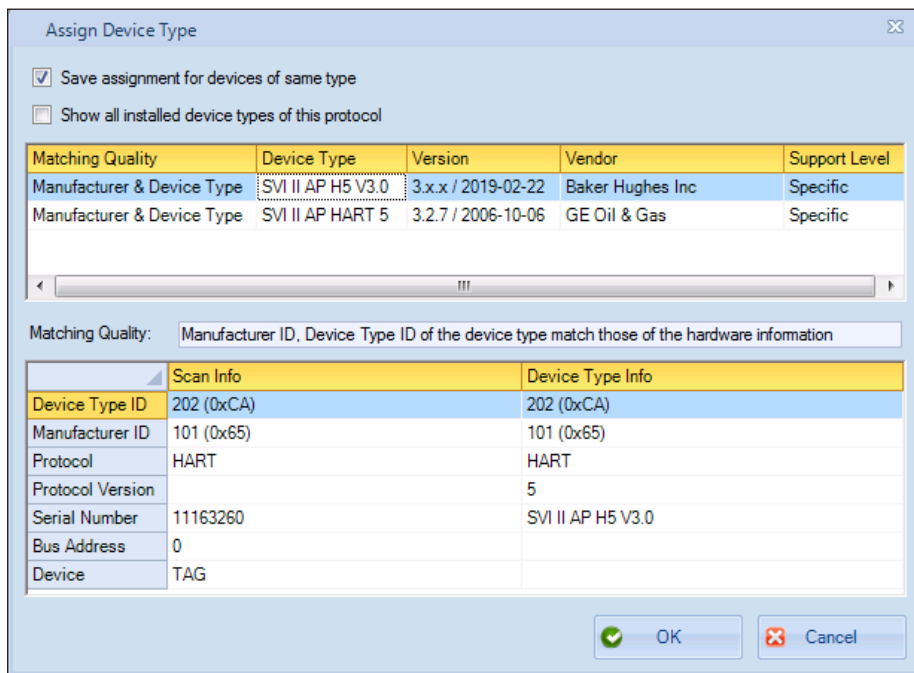 Assign Device Type
Save assignment for devices of same type
Show all installed device types of this protocol
Matching Quality Device Type Version Vendor Support Level
Manufacturer & Device Type SVI II AP H5 V3.0 3.x.x / 2019-02-22 Baker Hughes Inc Specific
Manufacturer & Device Type SVI II AP HART 5 3.2.7 / 2006-10-06 GE Oil & Gas Specific
Matching Quality: Manufacturer ID, Device Type ID of the device type match those of the hardware information
Scan Info Device Type Info
Device Type ID 202 (0xCA) 202 (0xCA)
Manufacturer ID 101 (0x65) 101 (0x65)
Protocol HART HART
Protocol Version 5
Serial Number 11163260 SVI II AP H5 V3.0
Bus Address 0
Device TAG
OK Cancel